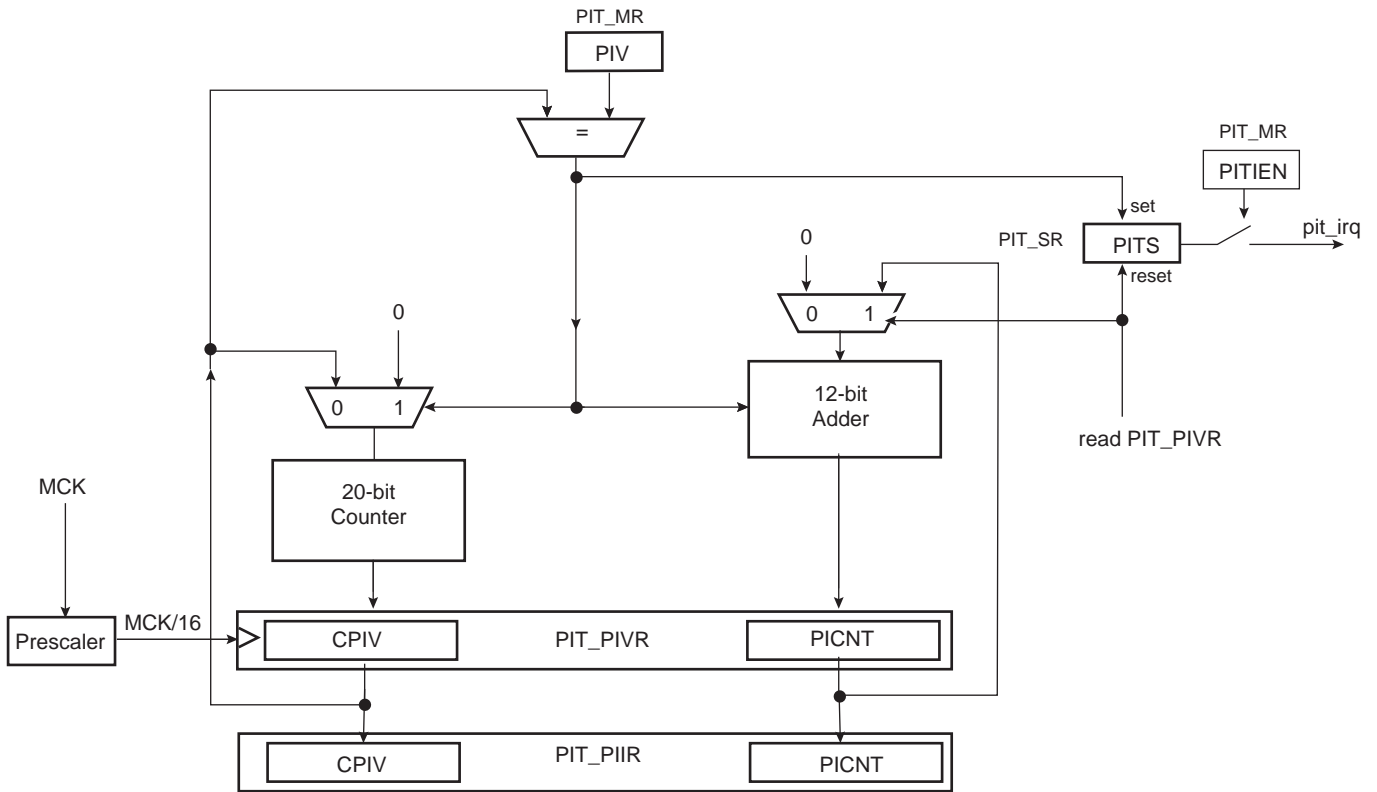 PIT_MR
PIV
=
PIT_MR
PITIEN
set
PIT_SR
PITS
pit_irq
reset
0
0 1
0
0 1
12-bit
Adder
read PIT_PIVR
MCK
20-bit
Counter
MCK/16
Prescaler
CPIV
PIT_PIVR
PICNT
CPIV
PIT_PIIR
PICNT